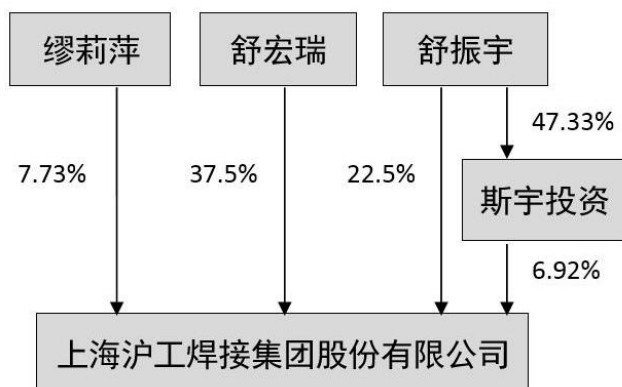 缪莉萍
舒宏瑞
舒振宇
47.33%
7.73%
37.5%
22.5%
斯宇投资
6.92%
上海沪工焊接集团股份有限公司